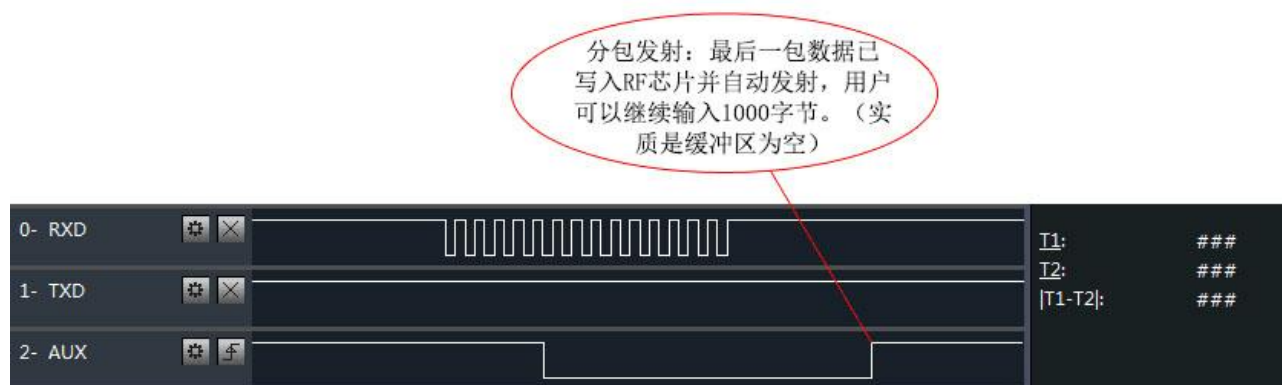 分包发射：最后一包数据已
写入RF芯片并自动发射，用户
可以继续输入1000字节。（实
质是缓冲区为空）
0- RXD
T1: ###
1- TXD
T2: ###
|T1-T2|: ###
2- AUX